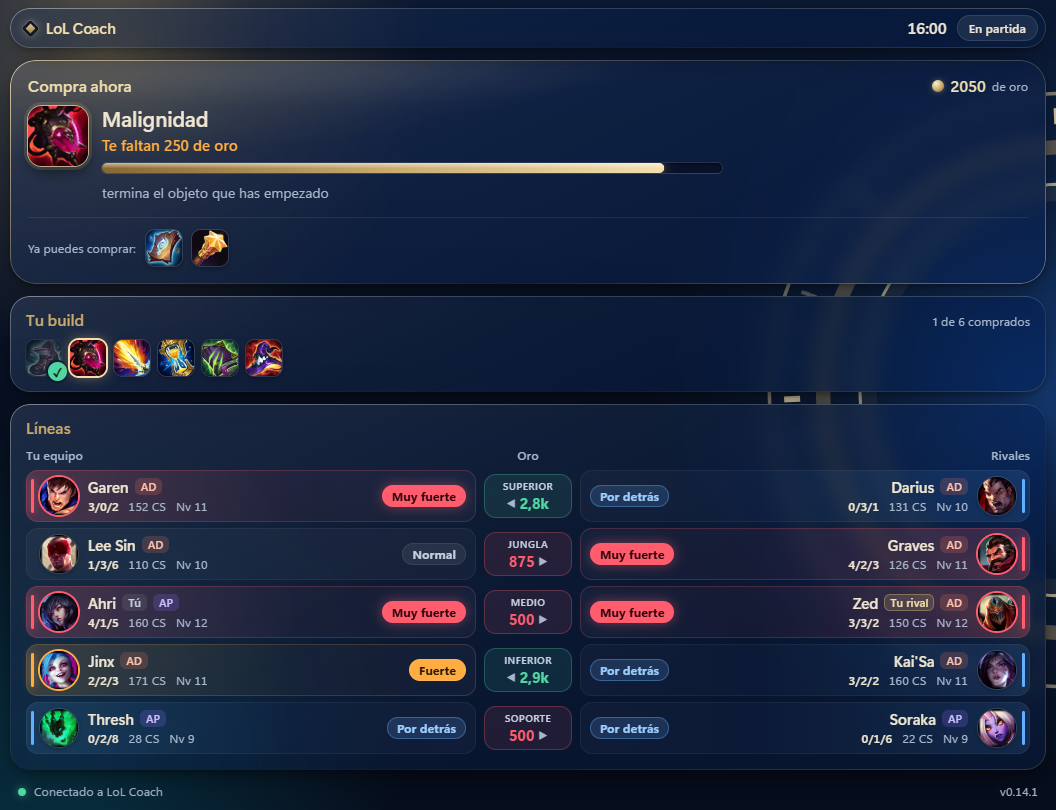 LoL Coach
16:00 En partida
Compra ahora
2050 de oro
Malignidad
Te faltan 250 de oro
termina el objeto que has empezado
Ya puedes comprar:
Tu build
1 de 6 comprados
Líneas
Tu equipo Oro Rivales
Garen AD
3/0/2 152 CS Nv 11
Muy fuerte
SUPERIOR
◀ 2,8k
Por detrás
Darius AD
0/3/1 131 CS Nv 10
Lee Sin AD
1/3/6 110 CS Nv 10
Normal
JUNGLA
875 ▶
Muy fuerte
Graves AD
4/2/3 126 CS Nv 11
Ahri Tú AP
4/1/5 160 CS Nv 12
Muy fuerte
MEDIO
500 ▶
Muy fuerte
Zed Tu rival AD
3/3/2 150 CS Nv 12
Jinx AD
2/2/3 171 CS Nv 11
Fuerte
INFERIOR
◀ 2,9k
Por detrás
Kai'Sa AD
3/2/2 160 CS Nv 11
Thresh AP
0/2/8 28 CS Nv 9
Por detrás
SOPORTE
500 ▶
Por detrás
Soraka AP
0/1/6 22 CS Nv 9
Conectado a LoL Coach
v0.14.1